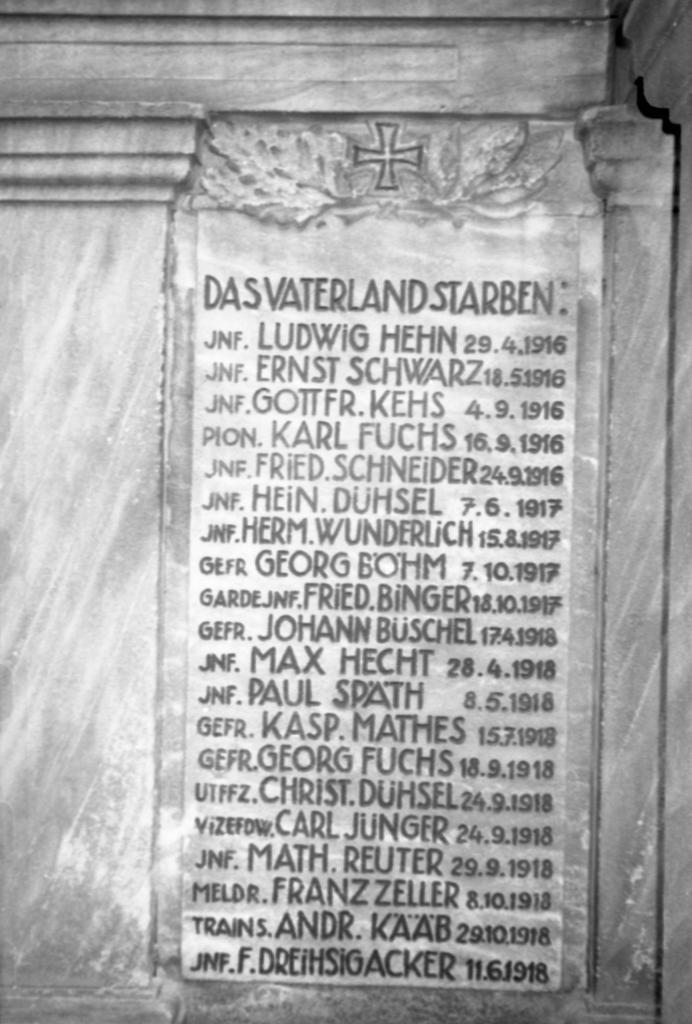 DAS VATERLAND STARBEN:
JNF. LUDWiG HEHN 29.4.1916
JNF. ERNST SCHWARZ 18.5.1916
JNF. GOTTFR. KEHS 4.9.1916
PION. KARL FUCHS 16.9.1916
JNF. FRiED. SCHNEiDER 24.9.1916
JNF. HEiN. DÜHSEL 7.6.1917
JNF. HERM. WUNDERLiCH 15.8.1917
GEFR GEORG BÖHM 7.10.1917
GARDEJNF. FRiED. BiNGER 18.10.1917
GEFR. JOHANN BÜSCHEL 17.4.1918
JNF. MAX HECHT 28.4.1918
JNF. PAUL SPÄTH 8.5.1918
GEFR. KASP. MATHES 15.7.1918
GEFR. GEORG FUCHS 18.9.1918
UTFFZ. CHRIST. DÜHSEL 24.9.1918
ViZEFDW. CARL JÜNGER 24.9.1918
JNF. MATH. REUTER 29.9.1918
MELDR. FRANZ ZELLER 8.10.1918
TRAINS. ANDR. KÄÄB 29.10.1918
JNF. F. DREiHSiGACKER 11.6.1918